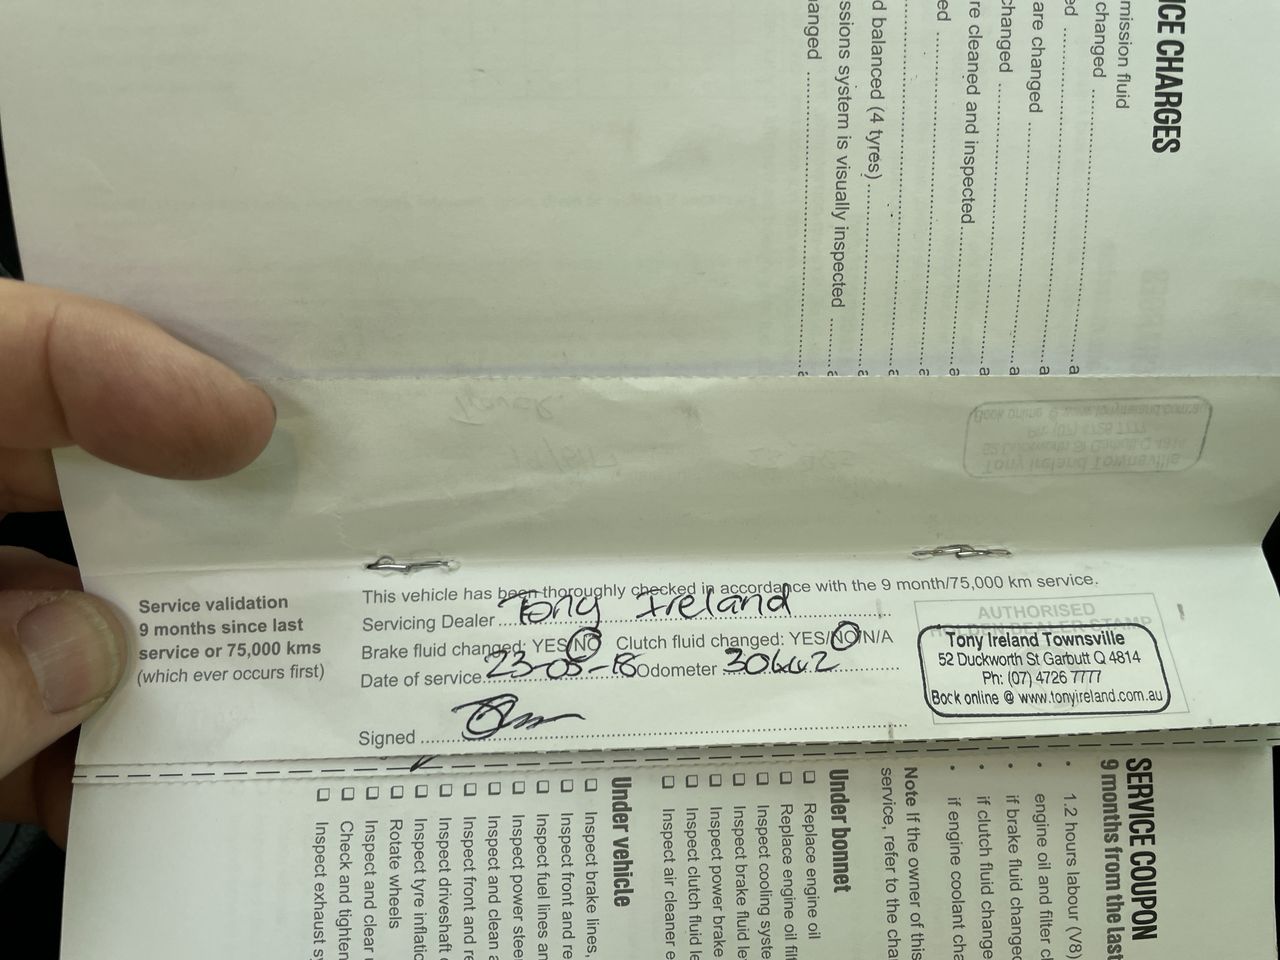 ICE CHARGES
mission fluid
changed
ed
are changed
changed
re cleaned and inspected
ed
d balanced (4 tyres)
ssions system is visually inspected
anged
Service validation
9 months since last
service or 75,000 kms
(which ever occurs first)
This vehicle has been thoroughly checked in accordance with the 9 month/75,000 km service.
Servicing Dealer Tony Ireland
Brake fluid changed: YES/NO Clutch fluid changed: YES/NO/N/A
Date of service 23-05-18 Odometer 30442
Signed
AUTHORISED
Tony Ireland Townsville
52 Duckworth St Garbutt Q 4814
Ph: (07) 4726 7777
Book online @ www.tonyireland.com.au
SERVICE COUPON
9 months from the last
• 1.2 hours labour (V8)
• engine oil and filter
• if brake fluid changed
• if clutch fluid change
• if engine coolant cha
Note If the owner of this
service, refer to the cha
Under bonnet
❏ Replace engine oil
❏ Replace engine oil filt
❏ Inspect cooling syste
❏ Inspect brake fluid le
❏ Inspect power brake
❏ Inspect clutch fluid le
❏ Inspect air cleaner e
Under vehicle
❏ Inspect brake lines,
❏ Inspect front and re
❏ Inspect fuel lines an
❏ Inspect power stee
❏ Inspect and clean a
❏ Inspect front and re
❏ Inspect driveshaft
❏ Inspect tyre inflatio
❏ Rotate wheels
❏ Inspect and clear
❏ Check and tighten
❏ Inspect exhaust sy